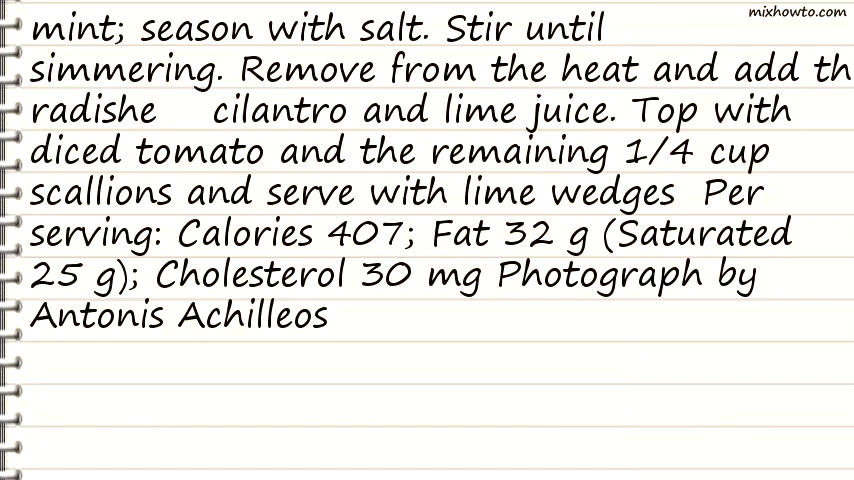 mixhowto.com
mint; season with salt. Stir until
simmering. Remove from the heat and add th
radishe cilantro and lime juice. Top with
diced tomato and the remaining 1/4 cup
scallions and serve with lime wedges Per
serving: Calories 407; Fat 32 g (Saturated
25 g); Cholesterol 30 mg Photograph by
Antonis Achilleos